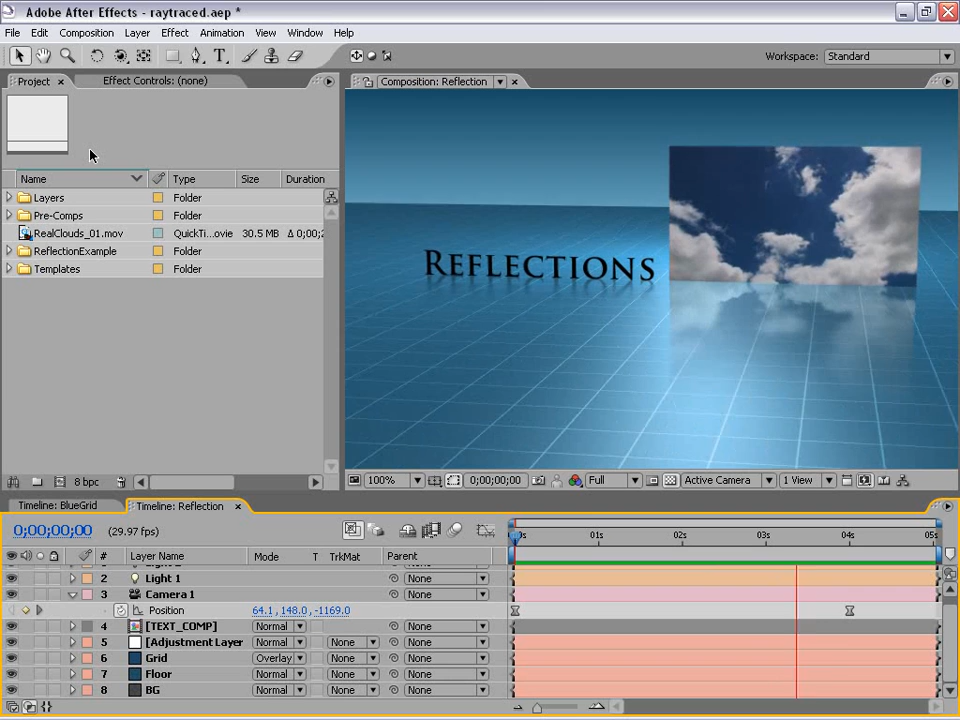 Adobe After Effects - raytraced.aep *
File Edit Composition Layer Effect Animation View Window Help
Workspace: Standard
Project Effect Controls: (none)
Composition: Reflection
Name Type Size Duration
Layers Folder
Pre-Comps Folder
RealClouds_01.mov QuickTi...ovie 30.5 MB Δ 0;00;2
ReflectionExample Folder
Templates Folder
REFLECTIONS
8 bpc
100% 0;00;00;00 Full Active Camera 1 View
Timeline: BlueGrid Timeline: Reflection
0;00;00;00 (29.97 fps)
0s 01s 02s 03s 04s 05s
# Layer Name Mode T TrkMat Parent
2 Light 1 None
3 Camera 1 None
Position 64.1, 148.0, -1169.0
4 [TEXT_COMP] Normal None
5 [Adjustment Layer Normal None None
6 Grid Overlay None None
7 Floor Normal None None
8 BG Normal None None